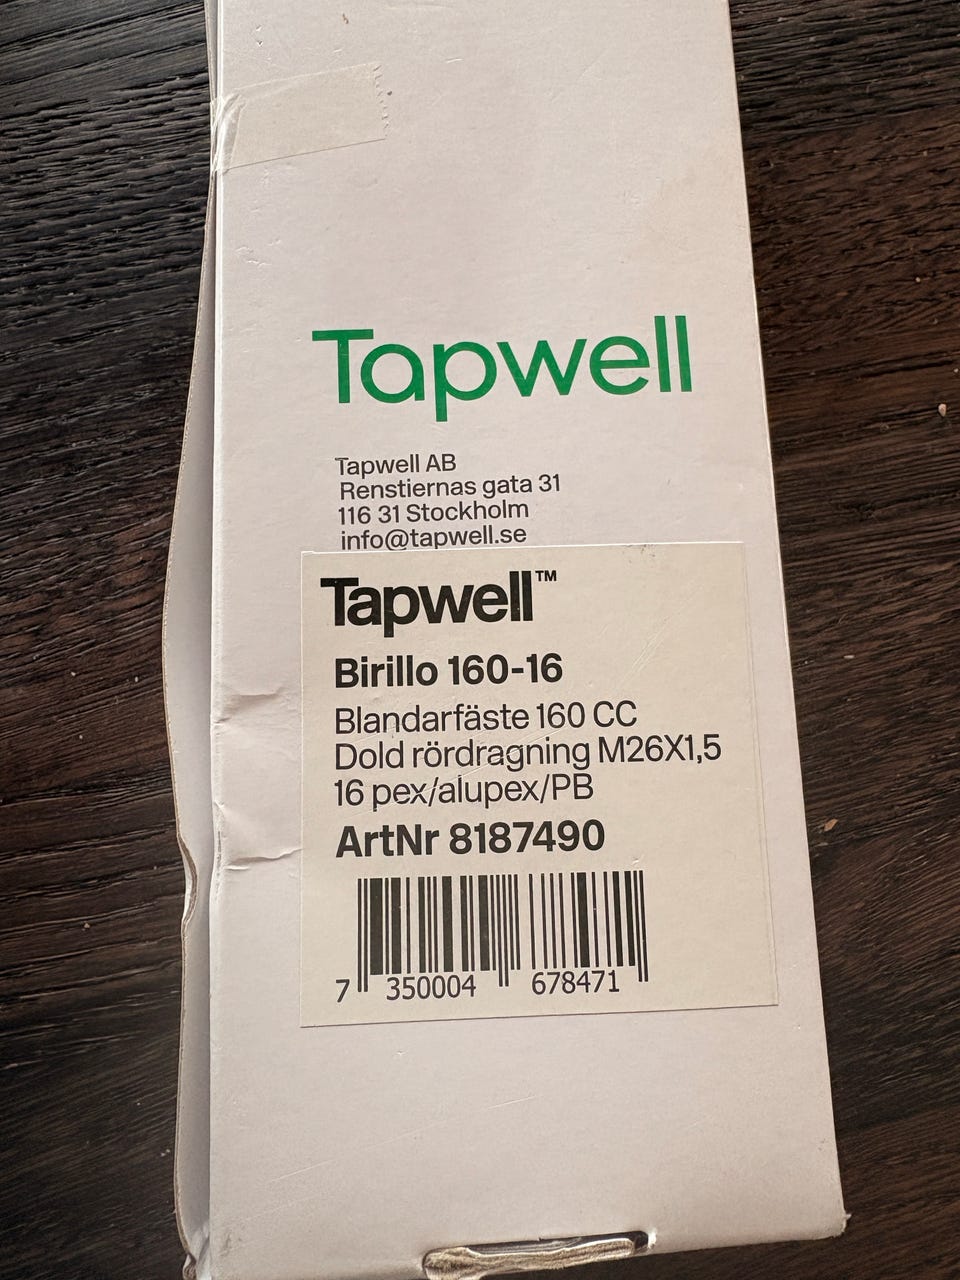 Tapwell
Tapwell AB
Renstiernas gata 31
116 31 Stockholm
info@tapwell.se
Tapwell™
Birillo 160-16
Blandarfäste 160 CC
Dold rördragning M26X1,5
16 pex/alupex/PB
ArtNr 8187490
7 350004 678471